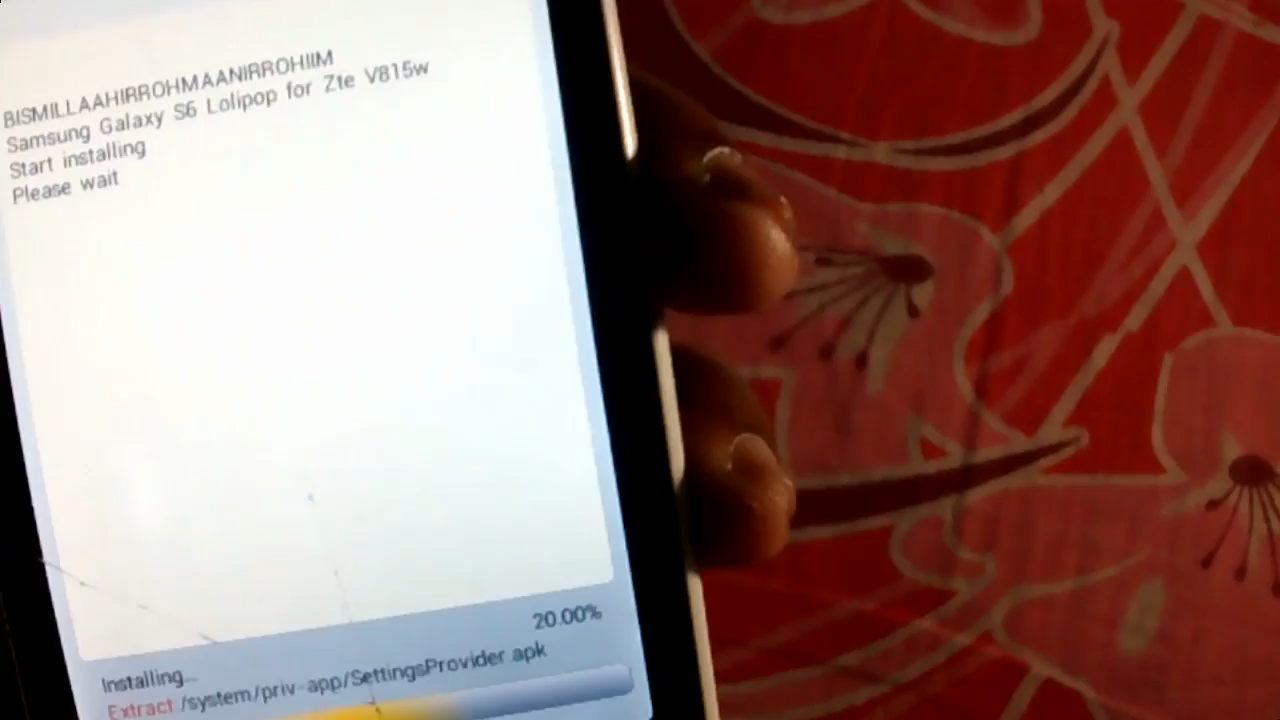 BISMILLAAHIRROHMAANIRROHIIM
Samsung Galaxy S6 Lolipop for Zte V815w
Start installing
Please wait
20.00%
Installing...
Extract /system/priv-app/SettingsProvider.apk